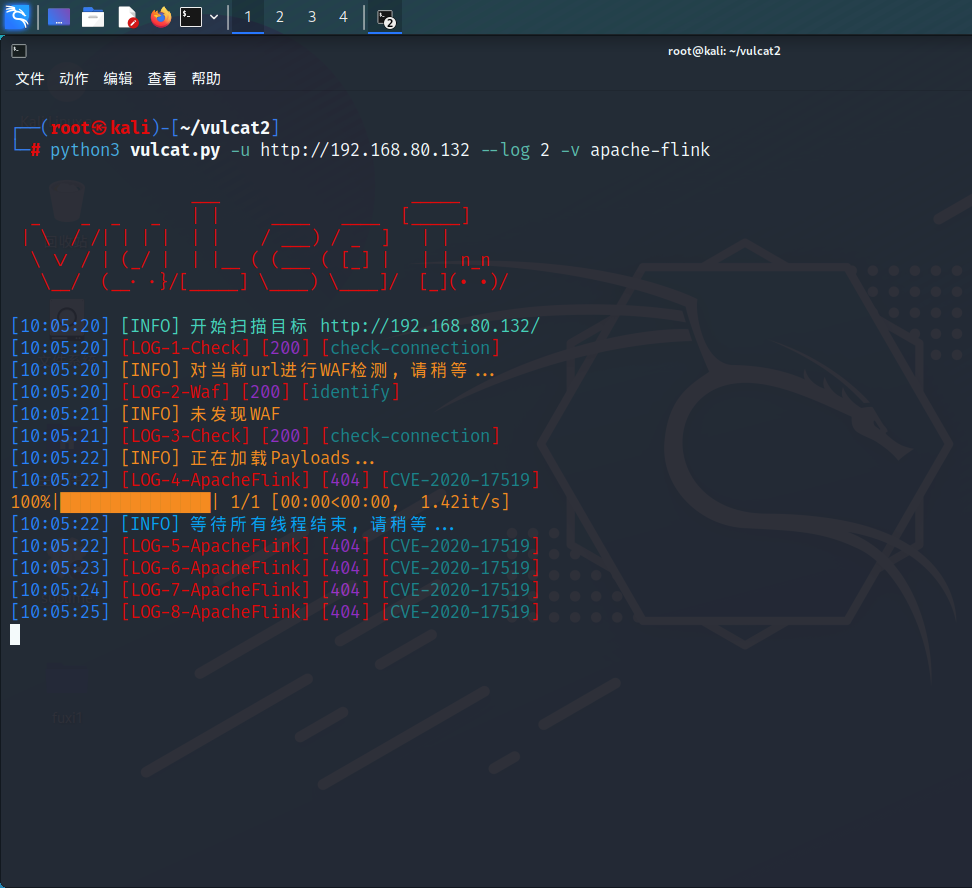 1 2 3 4 2
root@kali: ~/vulcat2
文件 动作 编辑 查看 帮助
┌──(root㉿kali)-[~/vulcat2]
└─# python3 vulcat.py -u http://192.168.80.132 --log 2 -v apache-flink
VulcaT
[10:05:20] [INFO] 开始扫描目标 http://192.168.80.132/
[10:05:20] [LOG-1-Check] [200] [check-connection]
[10:05:20] [INFO] 对当前url进行WAF检测, 请稍等...
[10:05:20] [LOG-2-Waf] [200] [identify]
[10:05:21] [INFO] 未发现WAF
[10:05:21] [LOG-3-Check] [200] [check-connection]
[10:05:22] [INFO] 正在加载Payloads...
[10:05:22] [LOG-4-ApacheFlink] [404] [CVE-2020-17519]
100%|███████████████| 1/1 [00:00<00:00, 1.42it/s]
[10:05:22] [INFO] 等待所有线程结束, 请稍等...
[10:05:22] [LOG-5-ApacheFlink] [404] [CVE-2020-17519]
[10:05:23] [LOG-6-ApacheFlink] [404] [CVE-2020-17519]
[10:05:24] [LOG-7-ApacheFlink] [404] [CVE-2020-17519]
[10:05:25] [LOG-8-ApacheFlink] [404] [CVE-2020-17519]